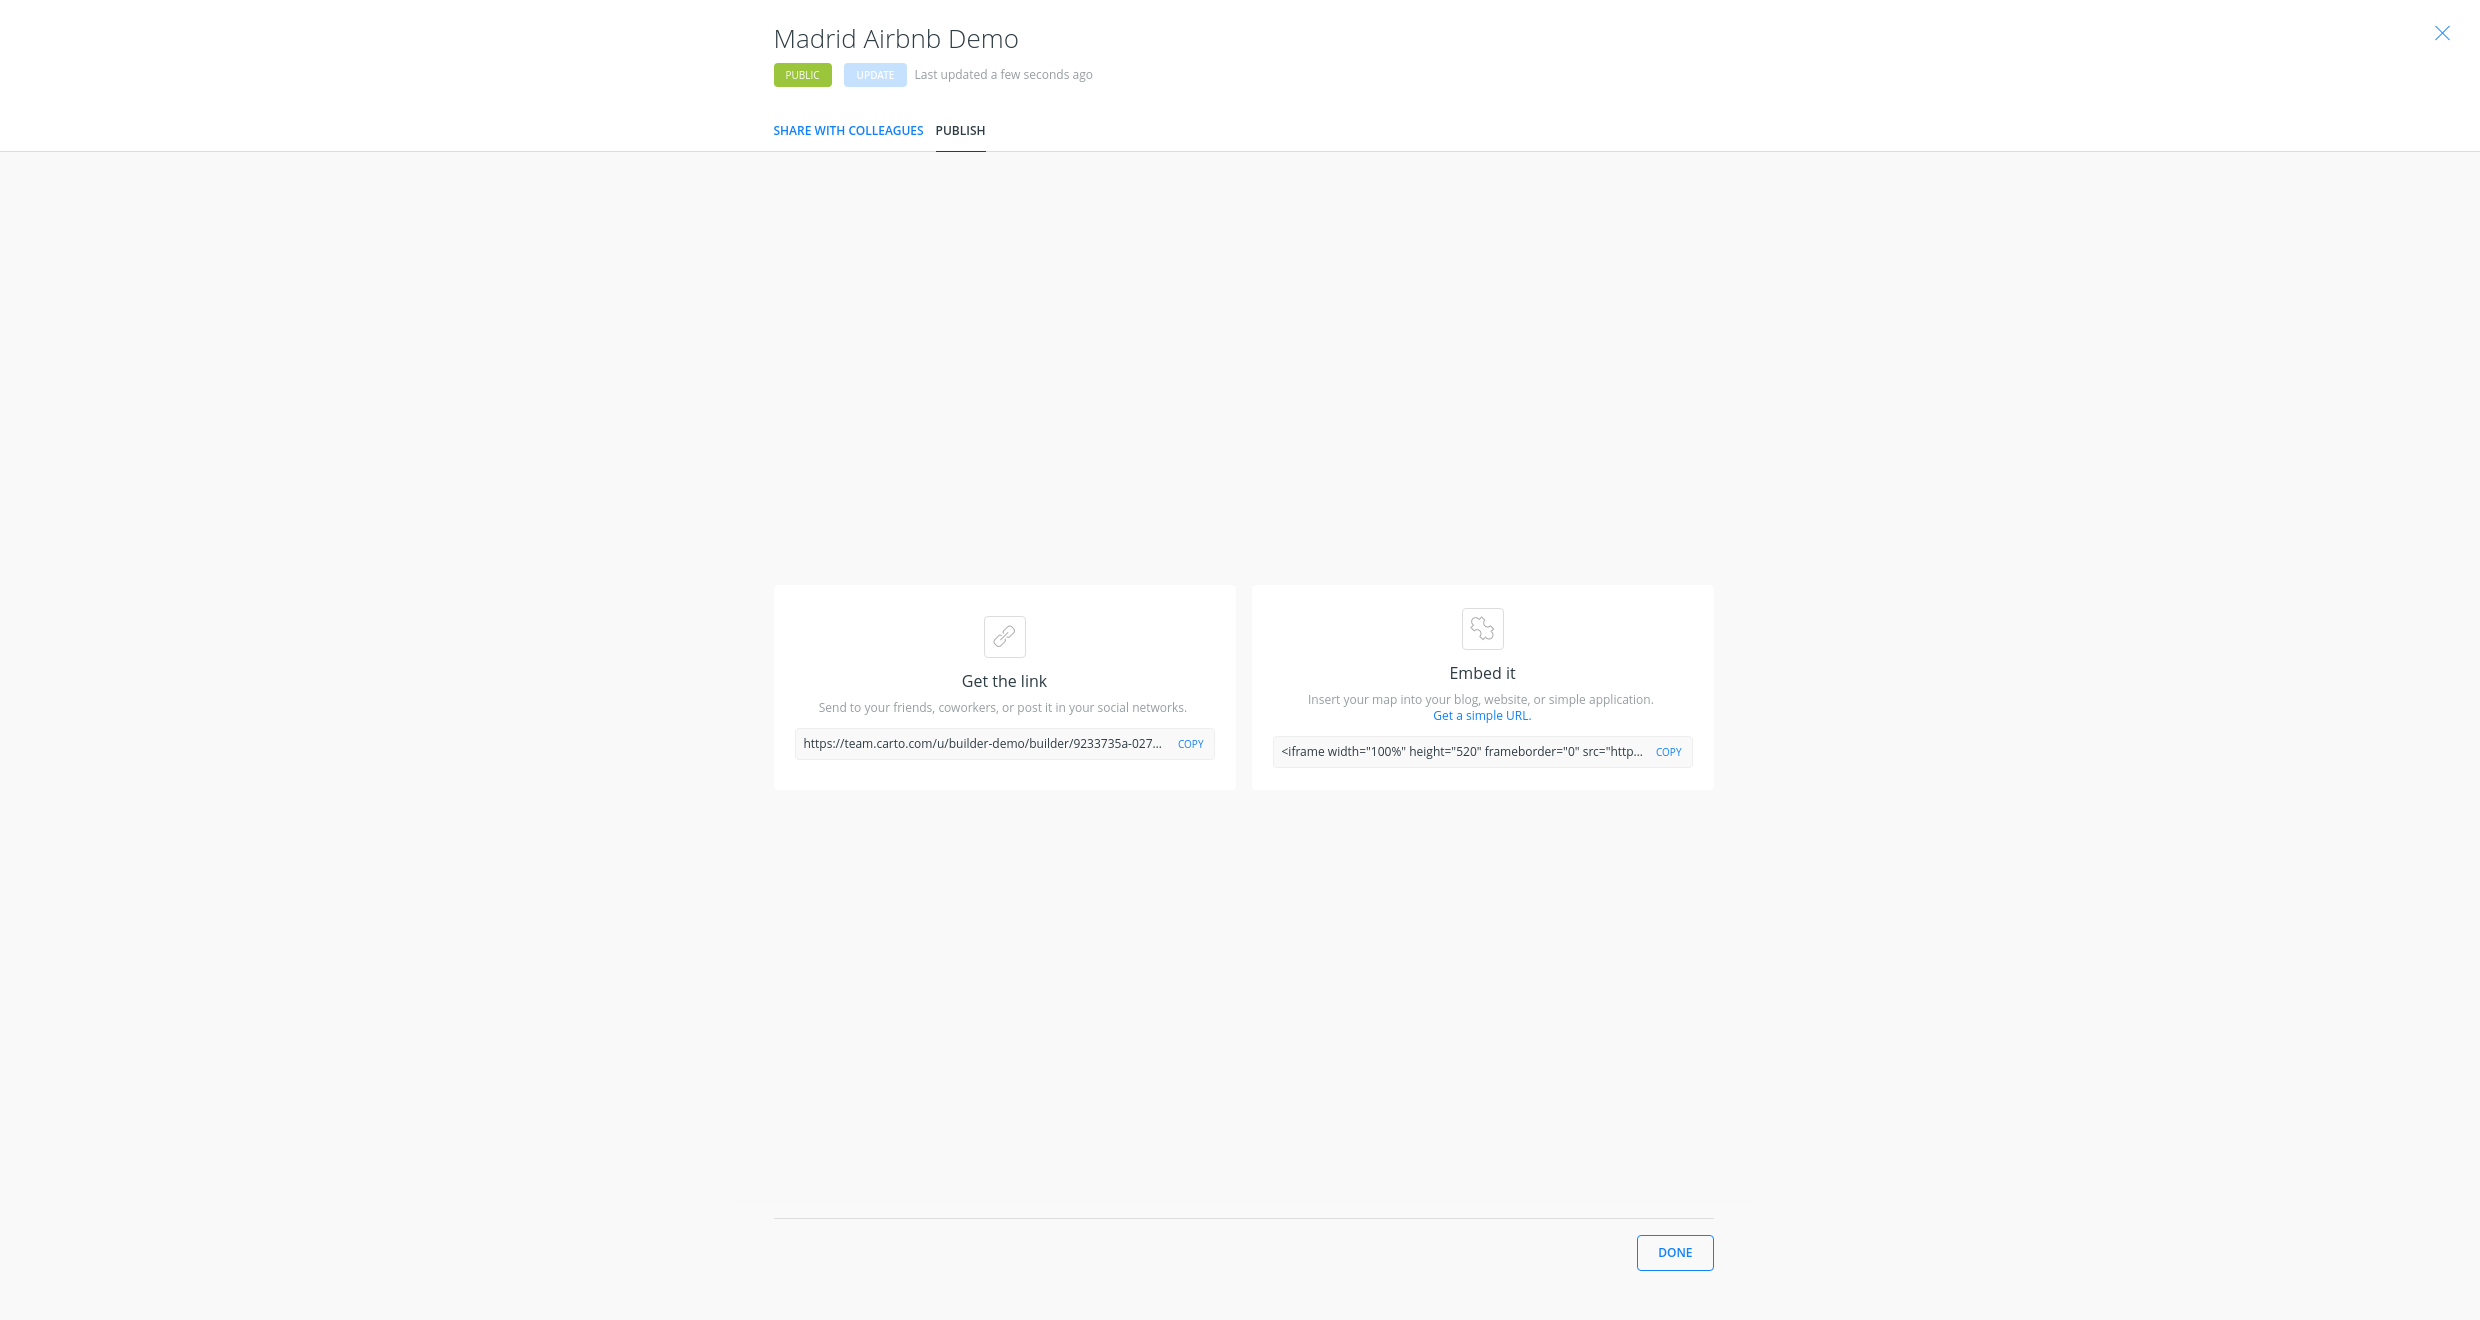 Madrid Airbnb Demo
PUBLIC UPDATE Last updated a few seconds ago
SHARE WITH COLLEAGUES PUBLISH
Get the link
Send to your friends, coworkers, or post it in your social networks.
https://team.carto.com/u/builder-demo/builder/9233735a-027... COPY
Embed it
Insert your map into your blog, website, or simple application.
Get a simple URL.
<iframe width="100%" height="520" frameborder="0" src="http... COPY
DONE